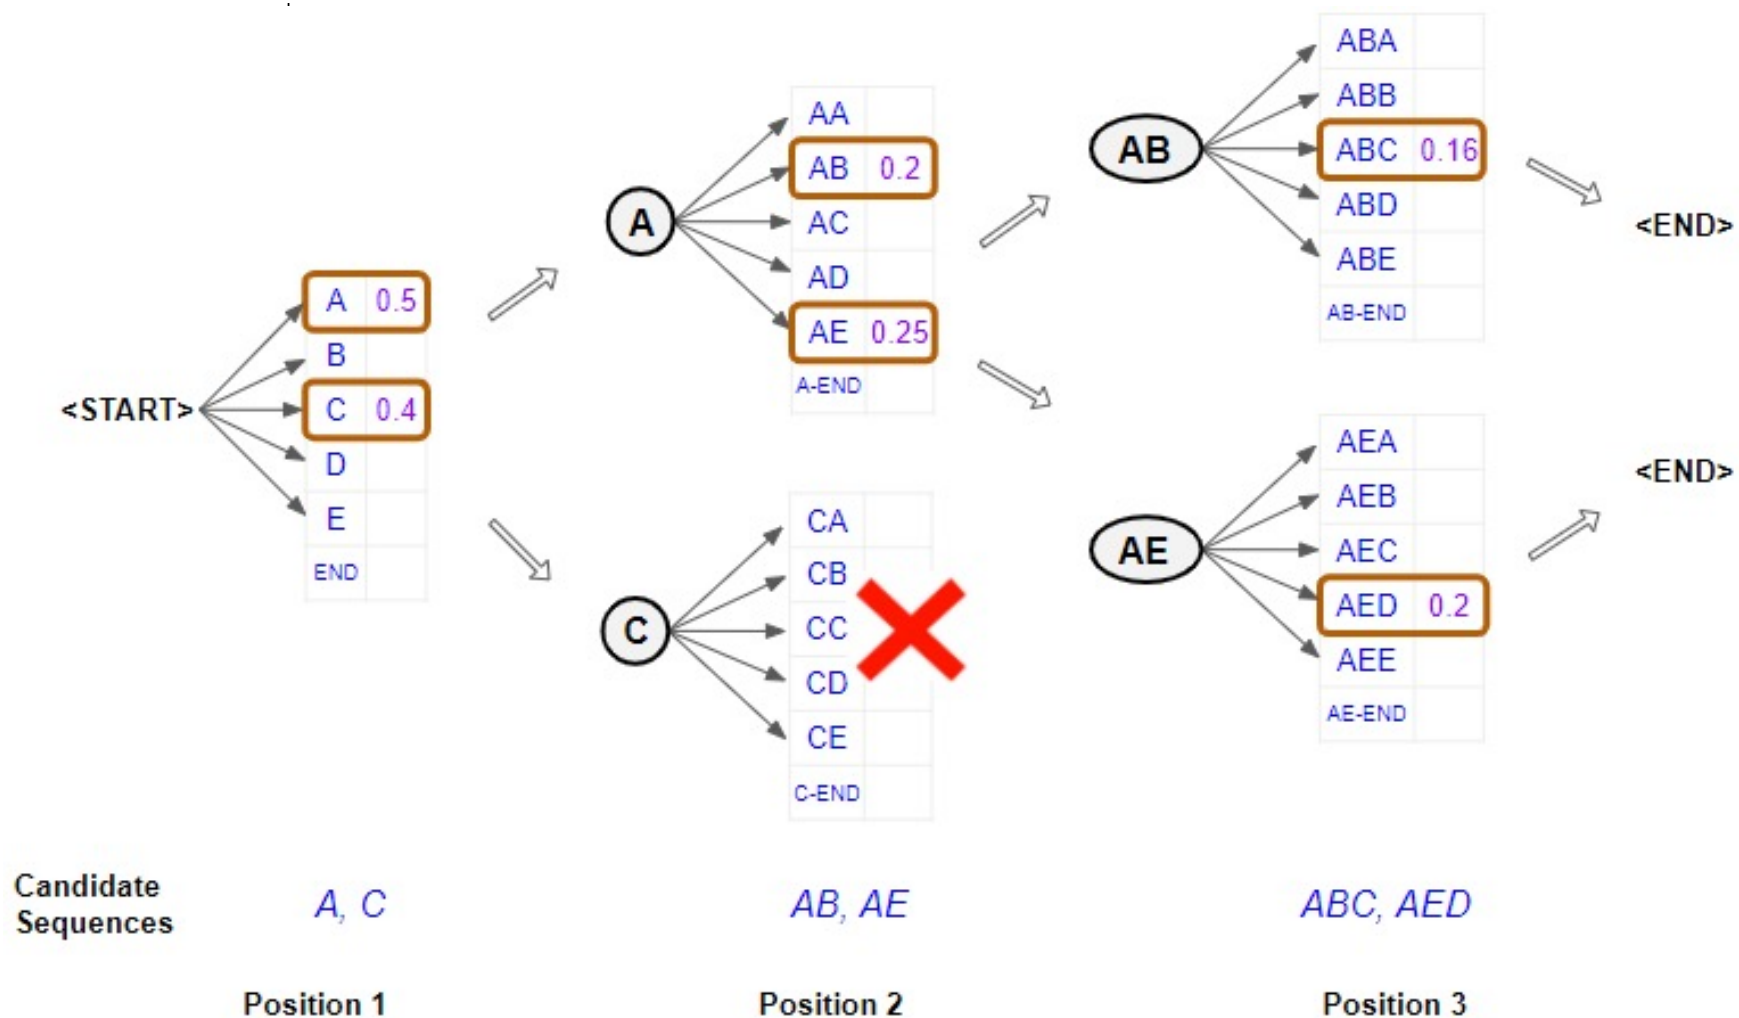 <START>
A 0.5
B
C 0.4
D
E
END
A
AA
AB 0.2
AC
AD
AE 0.25
A-END
C
CA
CB
CC
CD
CE
C-END
AB
ABA
ABB
ABC 0.16
ABD
ABE
AB-END
<END>
AE
AEA
AEB
AEC
AED 0.2
AEE
AE-END
<END>
Candidate
Sequences
A, C
AB, AE
ABC, AED
Position 1
Position 2
Position 3